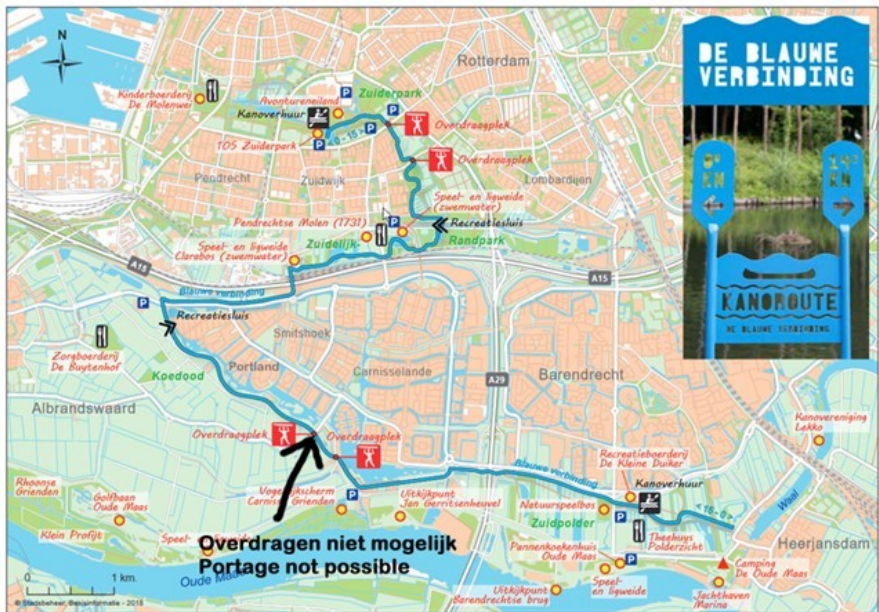 N
Rotterdam
DE BLAUWE
VERBINDING
Kinderboerderij
De Molenwei
P
Zuiderpark
Avontureneiland
P
P
Kanoverhuur
Overdraagplek
P
< 0 - 15 >
105 Zuiderpark
P
Overdraagplek
Pendrecht
Zuidwijk
Lombardijen
Speel- en ligweide
(zwemwater)
Pendrechtse Molen (1731)
P
Recreatiesluis
Speel- en ligweide
Clarabos (zwemwater)
Zuidelijk-
Randpark
A15
A15
Blauwe verbinding
P
Recreatiesluis
KANOROUTE
DE BLAUWE VERBINDING
Smitshoek
Zorgboerderij
De Buytenhof
Portland
Carnisselande
A29
Barendrecht
Koedood
Albrandswaard
Kanovereniging
Lekko
Overdraagplek
Overdraagplek
Recreatieboerderij
De Kleine Duiker
Blauwe verbinding
Waal
Rhoonse
Grienden
Vogelkijkscherm
Carnisse Grienden
P
Uitkijkpunt
Jan Gerritsenheuvel
Kanoverhuur
Golfbaan
Oude Maas
Natuurspeelbos
P
< 15 - 0 >
Klein Profijt
Zuidpolder
Theehuys
Polderzicht
Heerjansdam
Overdragen niet mogelijk
Portage not possible
Pannenkoekenhuis
Oude Maas
P
Camping
De Oude Maas
Oude Maas
Uitkijkpunt
Barendrechtse brug
Speel-
en ligweide
Jachthaven
Marina
0
1 km.